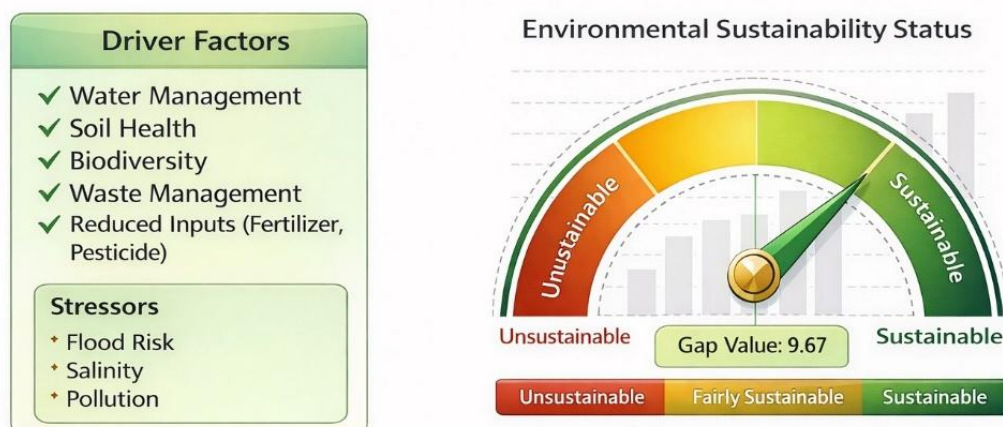 Driver Factors
✓ Water Management
✓ Soil Health
✓ Biodiversity
✓ Waste Management
✓ Reduced Inputs (Fertilizer,
Pesticide)
Stressors
Flood Risk
Salinity
Pollution
Environmental Sustainability Status
Unustainable
Sustainable
Unsustainable
Gap Value: 9.67
Sustainable
Unsustainable
Fairly Sustainable
Sustainable